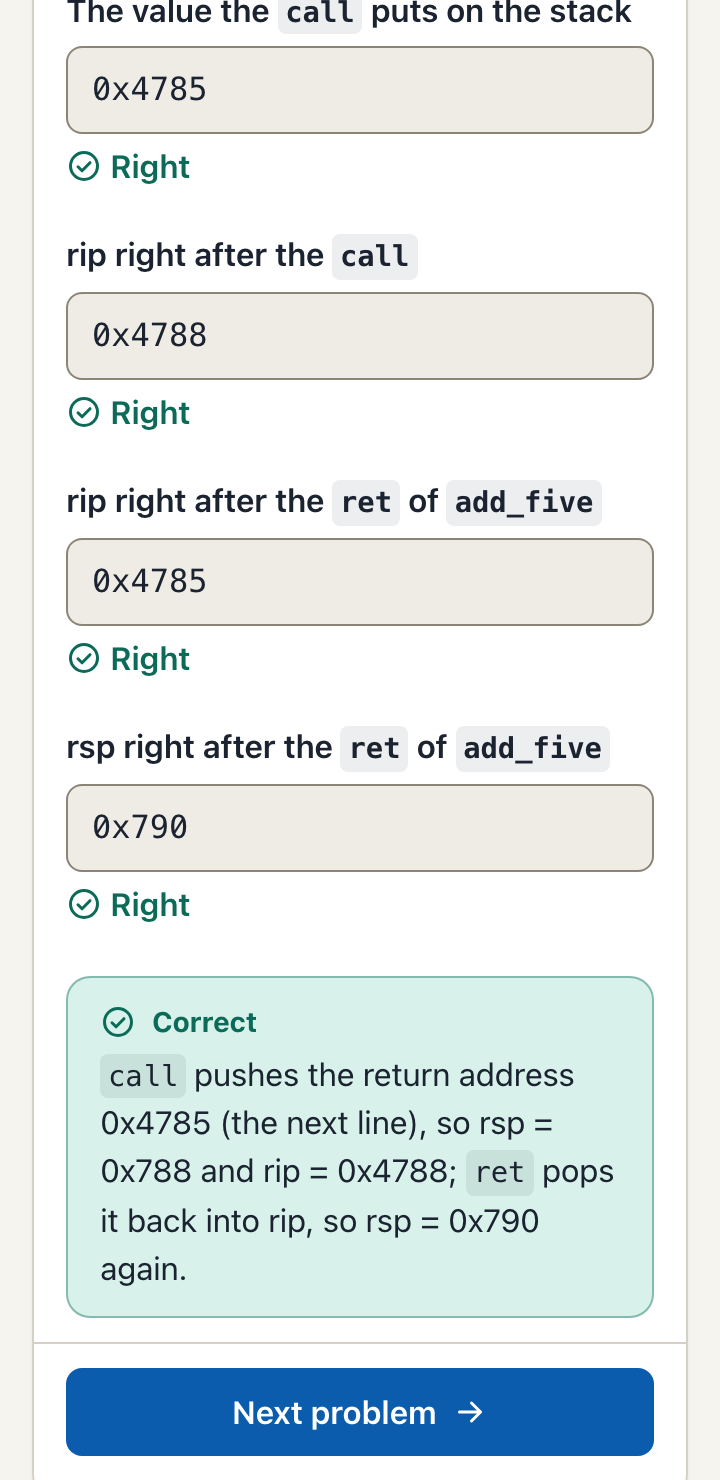 The value the call puts on the stack
0x4785
Right
rip right after the call
0x4788
Right
rip right after the ret of add_five
0x4785
Right
rsp right after the ret of add_five
0x790
Right
Correct
call pushes the return address
0x4785 (the next line), so rsp =
0x788 and rip = 0x4788; ret pops
it back into rip, so rsp = 0x790
again.
Next problem →